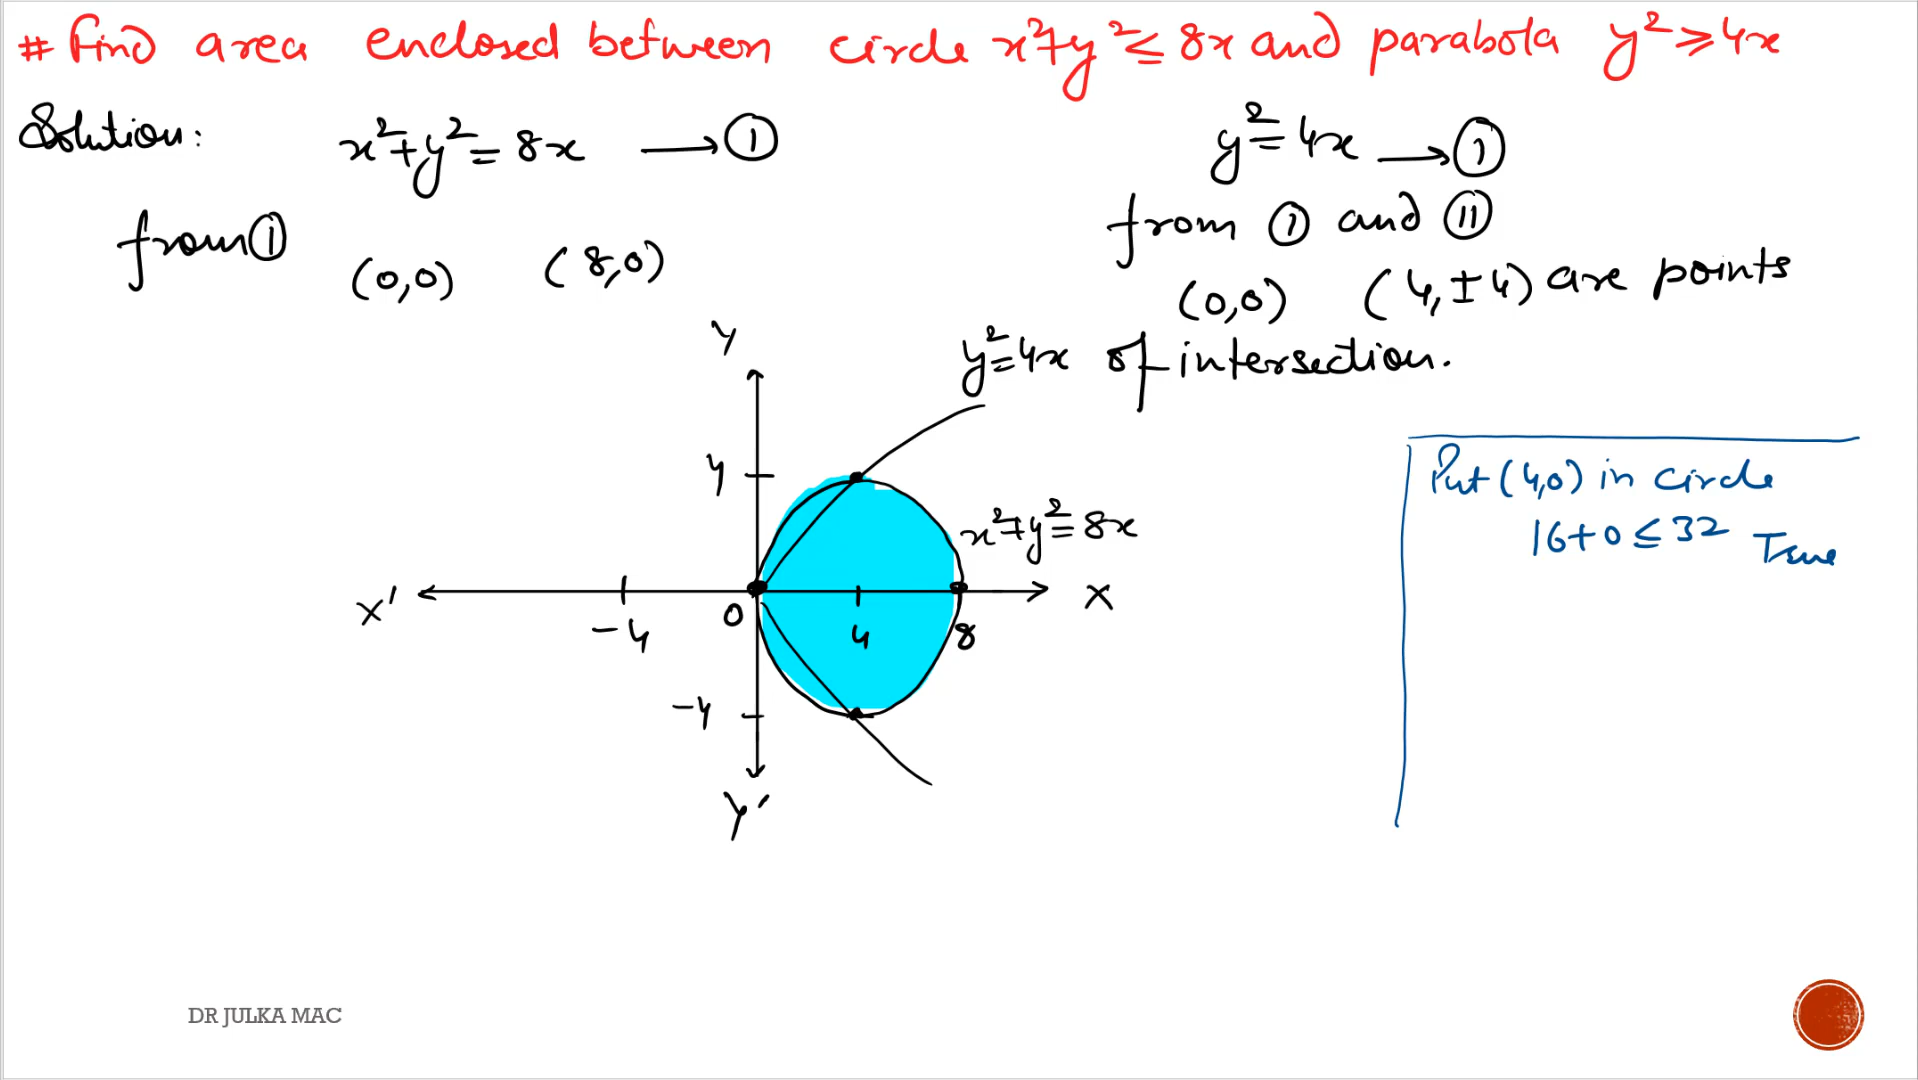 # Find area enclosed between circle x²+y² ≤ 8x and parabola y² ≥ 4x
Solution: x²+y² = 8x → ① y² = 4x → ①
from ① (0,0) (8,0)
from ① and ⑪
(0,0) (4, ±4) are points
of intersection.
Y
y²=4x
4
x²+y²=8x
X' -4 0 4 8 X
-4
Y'
Put (4,0) in circle
16+0 ≤ 32 True
DR JULKA MAC